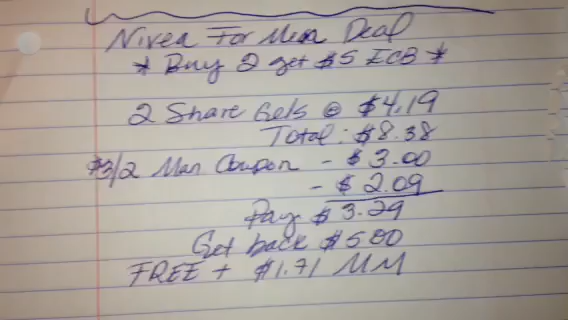 Nivea For Men Deal
* Buy 2 get $5 ECB *
2 Shave Gels @ $4.19
Total: $8.38
$3/2 Man Coupon - $3.00
- $2.09
Pay $3.29
Get back $5.00
FREE + $1.71 MM